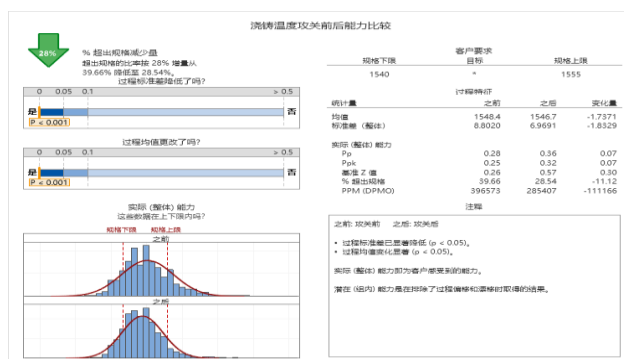 浇铸温度攻关前后能力比较
28%
% 超出规格减少是
超出规格的比率按 28% 增量从
39.66% 降低至 28.54%。
过程标准差降低了吗?
0 0.05 0.1 > 0.5
是 否
P < 0.001
过程均值更改了吗?
0 0.05 0.1 > 0.5
是 否
P < 0.001
实际 (整体) 能力
这些数据在上下限内吗?
规格下限 规格上限
之前
之后
客户要求
规格下限 目标 规格上限
1540 * 1555
过程特征
统计量 之前 之后 变化量
均值 1548.4 1546.7 -1.7371
标准差 (整体) 8.8020 6.9691 -1.8329
实际 (整体) 能力
Pp 0.28 0.36 0.07
Ppk 0.25 0.32 0.07
基准 Z 值 0.26 0.57 0.30
% 超出规格 39.66 28.54 -11.12
PPM (DPMO) 396573 285407 -111166
注释
之前: 攻关前 之后: 攻关后
• 过程标准差已显著降低 (p < 0.05)。
• 过程均值变化显著 (p < 0.05)。
实际 (整体) 能力即为客户感受到的能力。
潜在 (组内) 能力是在排除了过程偏移和漂移时取得的结果。